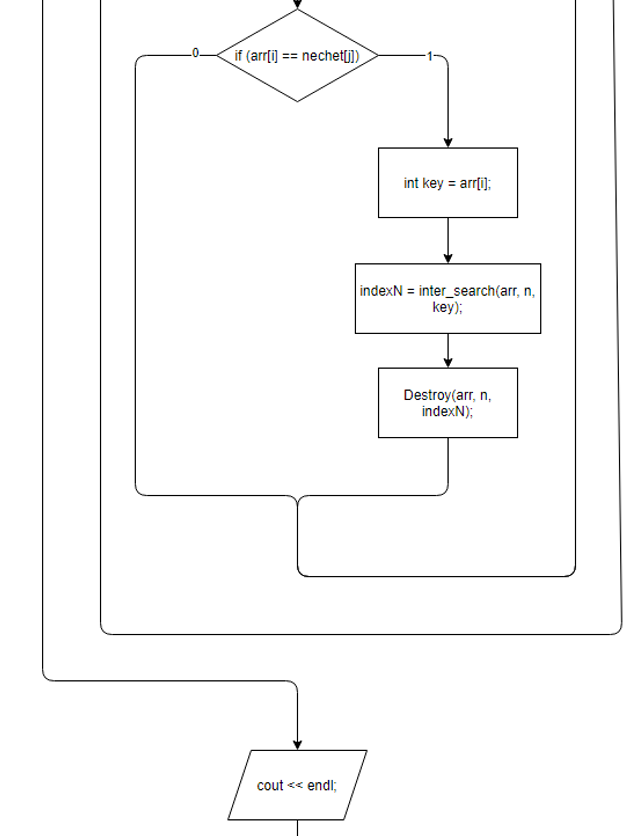 0
if (arr[i] == nechet[j])
1
int key = arr[i];
indexN = inter_search(arr, n,
key);
Destroy(arr, n,
indexN);
cout << endl;